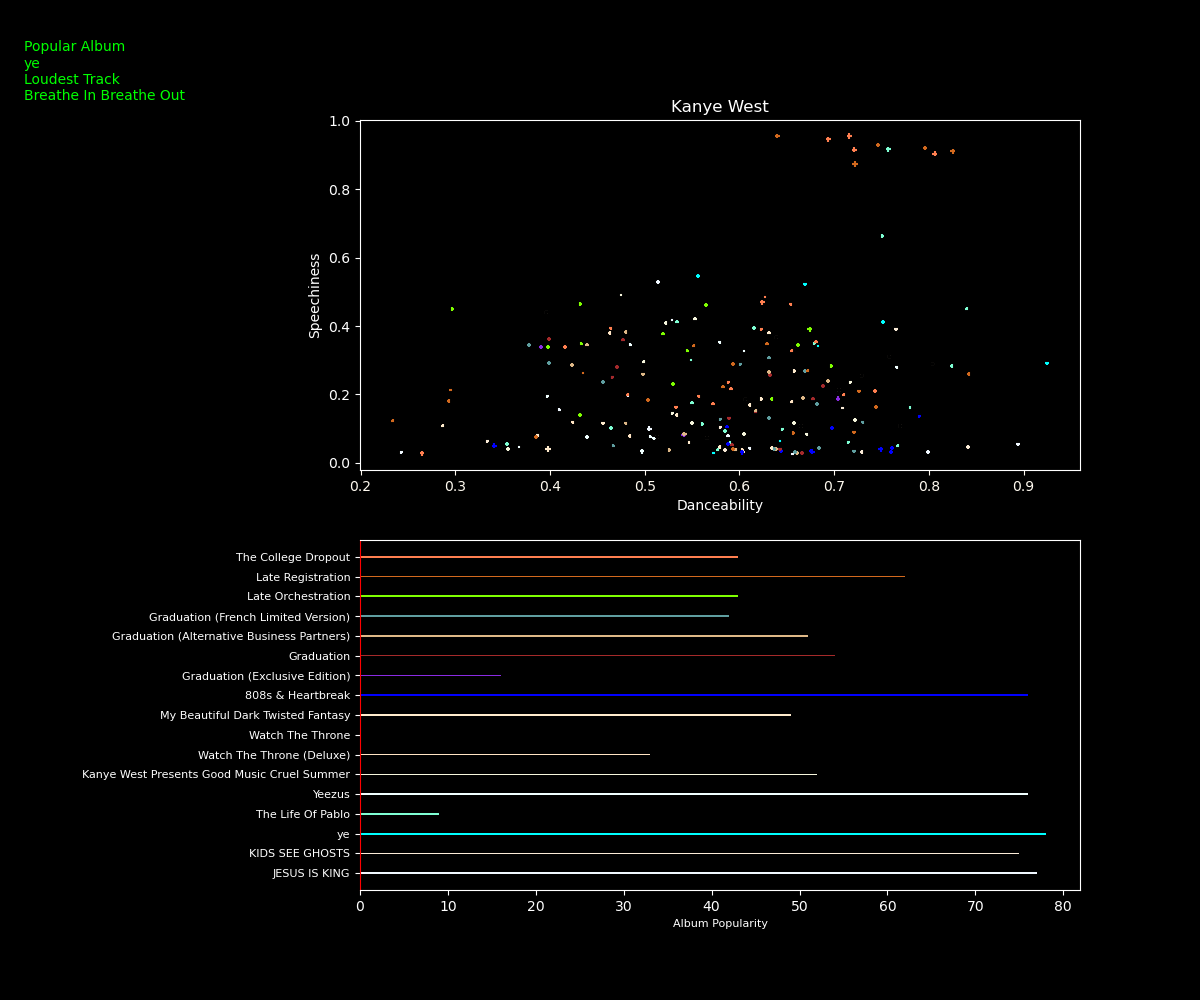 Popular Album
ye
Loudest Track
Breathe In Breathe Out
Kanye West
1.0
0.8
0.6
0.4
0.2
0.0
Speechiness
0.2 0.3 0.4 0.5 0.6 0.7 0.8 0.9
Danceability
The College Dropout
Late Registration
Late Orchestration
Graduation (French Limited Version)
Graduation (Alternative Business Partners)
Graduation
Graduation (Exclusive Edition)
808s & Heartbreak
My Beautiful Dark Twisted Fantasy
Watch The Throne
Watch The Throne (Deluxe)
Kanye West Presents Good Music Cruel Summer
Yeezus
The Life Of Pablo
ye
KIDS SEE GHOSTS
JESUS IS KING
0 10 20 30 40 50 60 70 80
Album Popularity